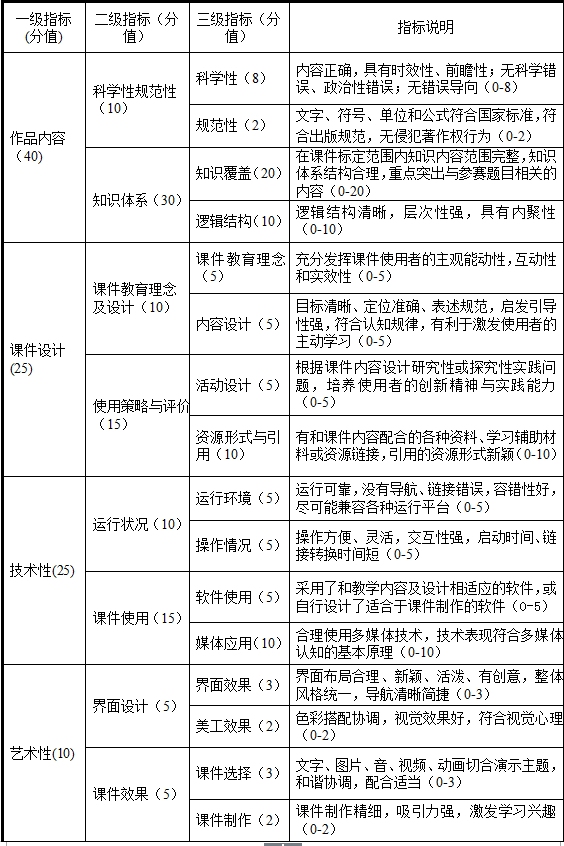 一级指标(分值)
二级指标（分值）
三级指标（分值）
指标说明
作品内容（40）
科学性规范性（10）
科学性（8）
内容正确，具有时效性、前瞻性；无科学错
误、政治性错误；无错误导向（0-8）
规范性（2）
文字、符号、单位和公式符合国家标准，符
合出版规范，无侵犯著作权行为（0-2）
知识体系（30）
知识覆盖（20）
在课件标定范围内知识内容范围完整，知识
体系结构合理，重点突出与参赛题目相关的
内容（0-20）
逻辑结构（10）
逻辑结构清晰，层次性强，具有内聚性
（0-10）
课件设计(25)
课件教育理念
及设计（10）
课件教育理念
（5）
充分发挥课件使用者的主观能动性，互动性
和实效性（0-5）
内容设计（5）
目标清晰、定位准确、表述规范，启发引导
性强，符合认知规律，有利于激发使用者的
主动学习（0-5）
使用策略与评价
（15）
活动设计（5）
根据课件内容设计研究性或探究性实践问
题，培养使用者的创新精神与实践能力
（0-5）
资源形式与引
用（10）
有和课件内容配合的各种资料、学习辅助材
料或资源链接，引用的资源形式新颖（0-10）
技术性(25)
运行状况（10）
运行环境（5）
运行可靠，没有导航、链接错误，容错性好，
尽可能兼容各种运行平台（0-5）
操作情况（5）
操作方便、灵活，交互性强，启动时间、链
接转换时间短（0-5）
课件使用（15）
软件使用（5）
采用了和教学内容及设计相适应的软件，或
自行设计了适合于课件制作的软件（0-5）
媒体应用（10）
合理使用多媒体技术，技术表现符合多媒体
认知的基本原理（0-10）
艺术性(10)
界面设计（5）
界面效果（3）
界面布局合理、新颖、活泼、有创意，整体
风格统一，导航清晰简捷（0-3）
美工效果（2）
色彩搭配协调，视觉效果好，符合视觉心理
（0-2）
课件效果（5）
课件选择（3）
文字、图片、音、视频、动画切合演示主题，
和谐协调，配合适当（0-3）
课件制作（2）
课件制作精细，吸引力强，激发学习兴趣
（0-2）